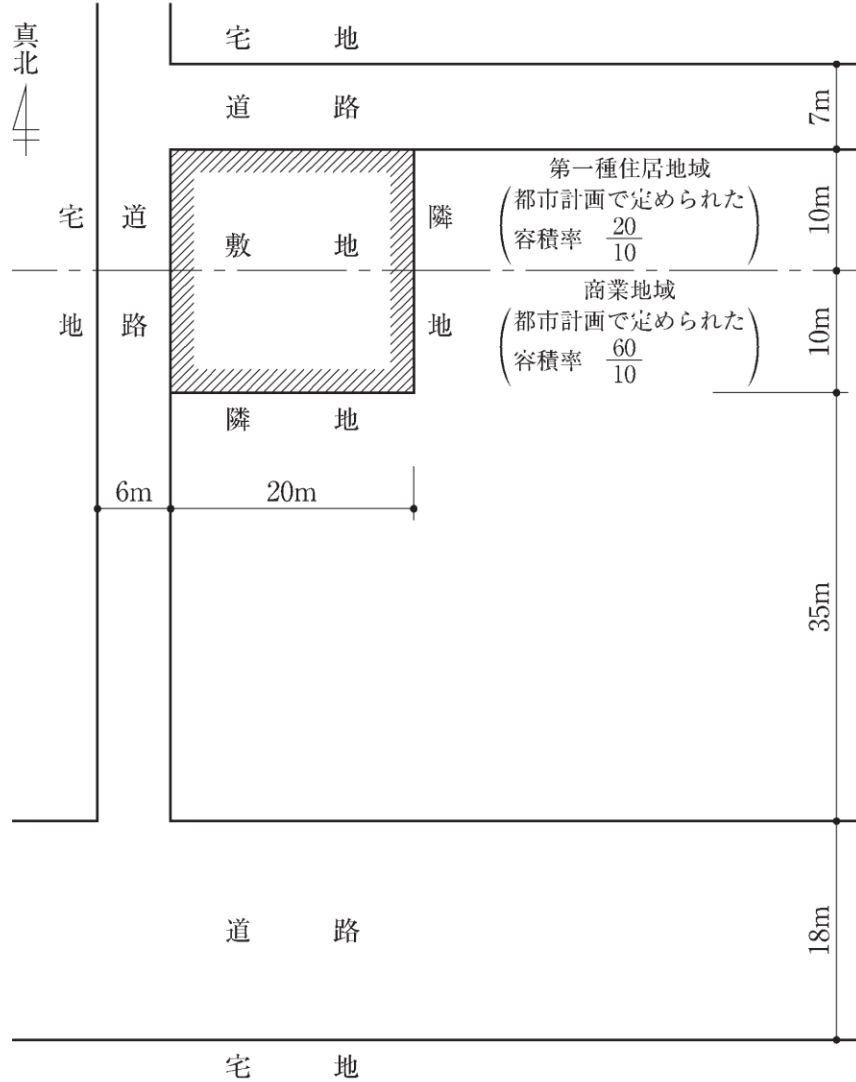 真北
宅 地
道 路
7m
第一種住居地域
(都市計画で定められた
容積率 20/10)
10m
宅 地
道 路
敷 地
隣 地
商業地域
(都市計画で定められた
容積率 60/10)
10m
隣 地
6m
20m
35m
道 路
18m
宅 地